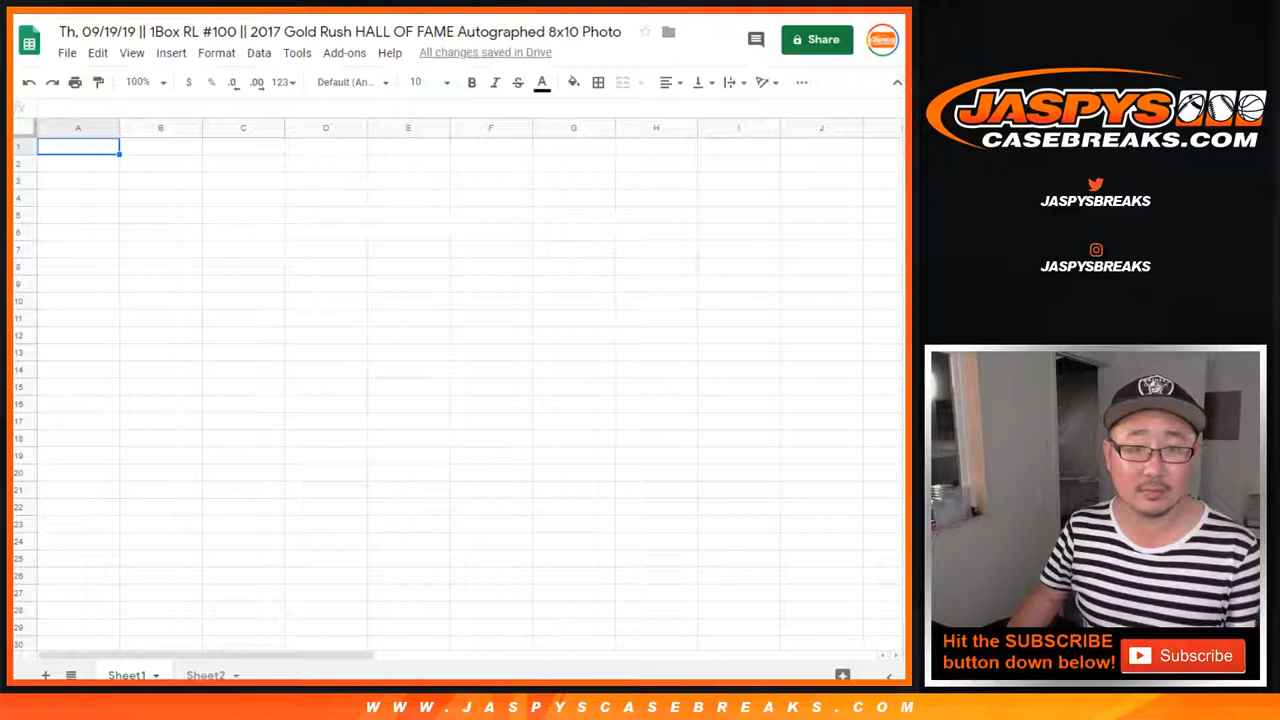 Th, 09/19/19 || 1Box RL #100 || 2017 Gold Rush HALL OF FAME Autographed 8x10 Photo
Share
File Edit View Insert Format Data Tools Add-ons Help All changes saved in Drive
100% $ % .0 .00 123 Default (Ari... 10 B I S A
A B C D E F G H I J
1
2
3
4
5
6
7
8
9
10
11
12
13
14
15
16
17
18
19
20
21
22
23
24
25
26
27
28
29
30
Sheet1 Sheet2
JASPYS
CASEBREAKS.COM
JASPYSBREAKS
JASPYSBREAKS
Hit the SUBSCRIBE
button down below!
Subscribe
WWW.JASPYSCASEBREAKS.COM